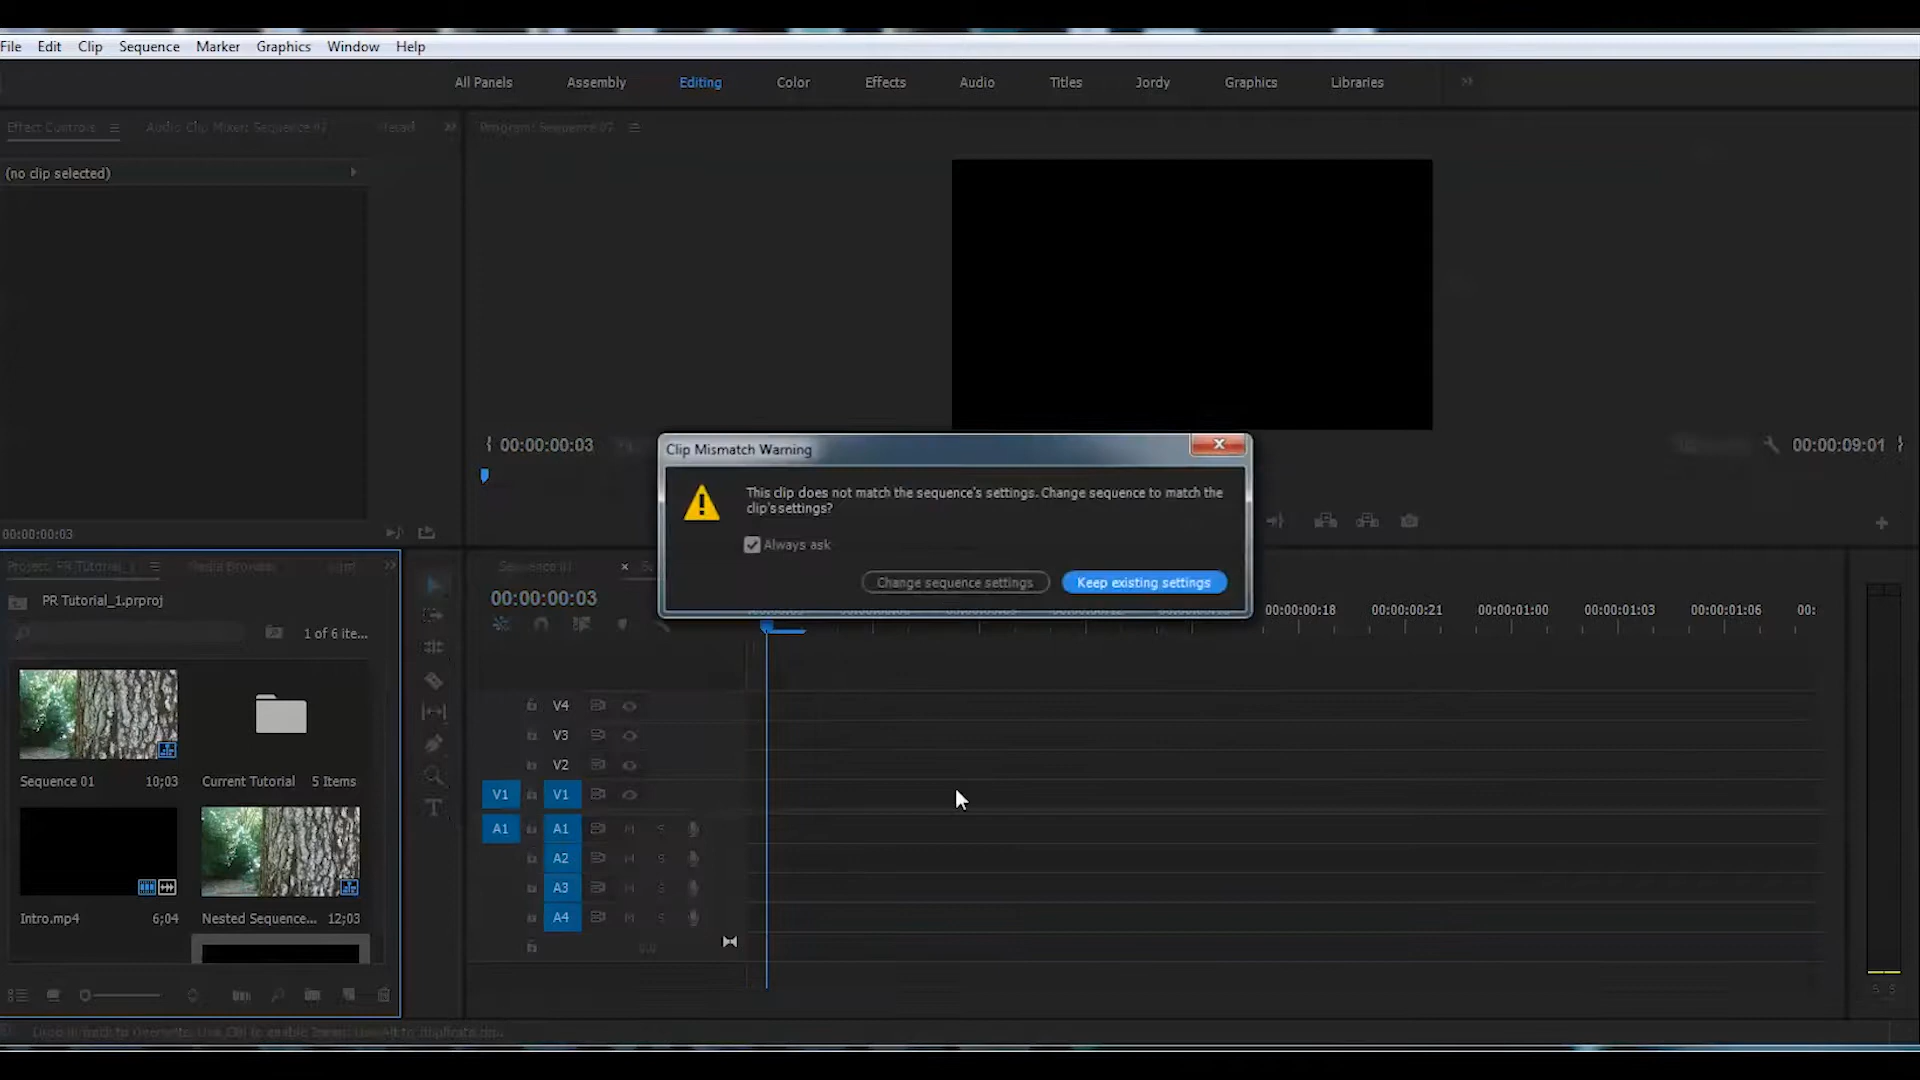 File Edit Clip Sequence Marker Graphics Window Help
All Panels Assembly Editing Color Effects Audio Titles Jordy Graphics Libraries
Effect Controls Audio Clip Mixer: Sequence 07
Program: Sequence 07
(no clip selected)
00:00:00:03
00:00:09:01
Clip Mismatch Warning
This clip does not match the sequence's settings. Change sequence to match the
clip's settings?
Always ask
Change sequence settings Keep existing settings
00:00:00:03
Project: PR Tutorial_1 Media Browser
PR Tutorial_1.prproj
1 of 6 ite...
Sequence 01 10;03
Current Tutorial 5 Items
Intro.mp4 6;04
Nested Sequence... 12;03
00:00:00:03
00:00:00:18 00:00:00:21 00:00:01:00 00:00:01:03 00:00:01:06 00:
V4
V3
V2
V1 V1
A1 A1 M S
A2 M S
A3 M S
A4 M S
0.0
S S